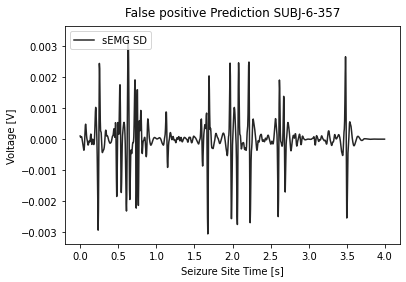 False positive Prediction SUBJ-6-357
sEMG SD
Voltage [V]
0.003
0.002
0.001
0.000
−0.001
−0.002
−0.003
0.0 0.5 1.0 1.5 2.0 2.5 3.0 3.5 4.0
Seizure Site Time [s]